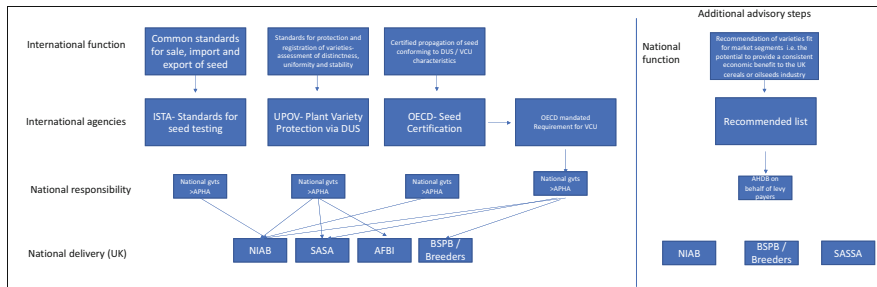 Additional advisory steps
International function
Common standards
for sale, import and
export of seed
Standards for protection and
registration of varieties-
assessment of distinctness,
uniformity and stability
Certified propagation of seed
conforming to DUS / VCU
characteristics
National
function
Recommendation of varieties fit
for market segments i.e. the
potential to provide a consistent
economic benefit to the UK
cereals or oilseeds industry
International agencies
ISTA- Standards for
seed testing
UPOV- Plant Variety
Protection via DUS
OECD- Seed
Certification
OECD mandated
Requirement for VCU
Recommended list
National responsibility
National gvts
>APHA
National gvts
>APHA
National gvts
>APHA
National gvts
>APHA
AHDB on
behalf of levy
payers
National delivery (UK)
NIAB
SASA
AFBI
BSPB /
Breeders
NIAB
BSPB /
Breeders
SASSA